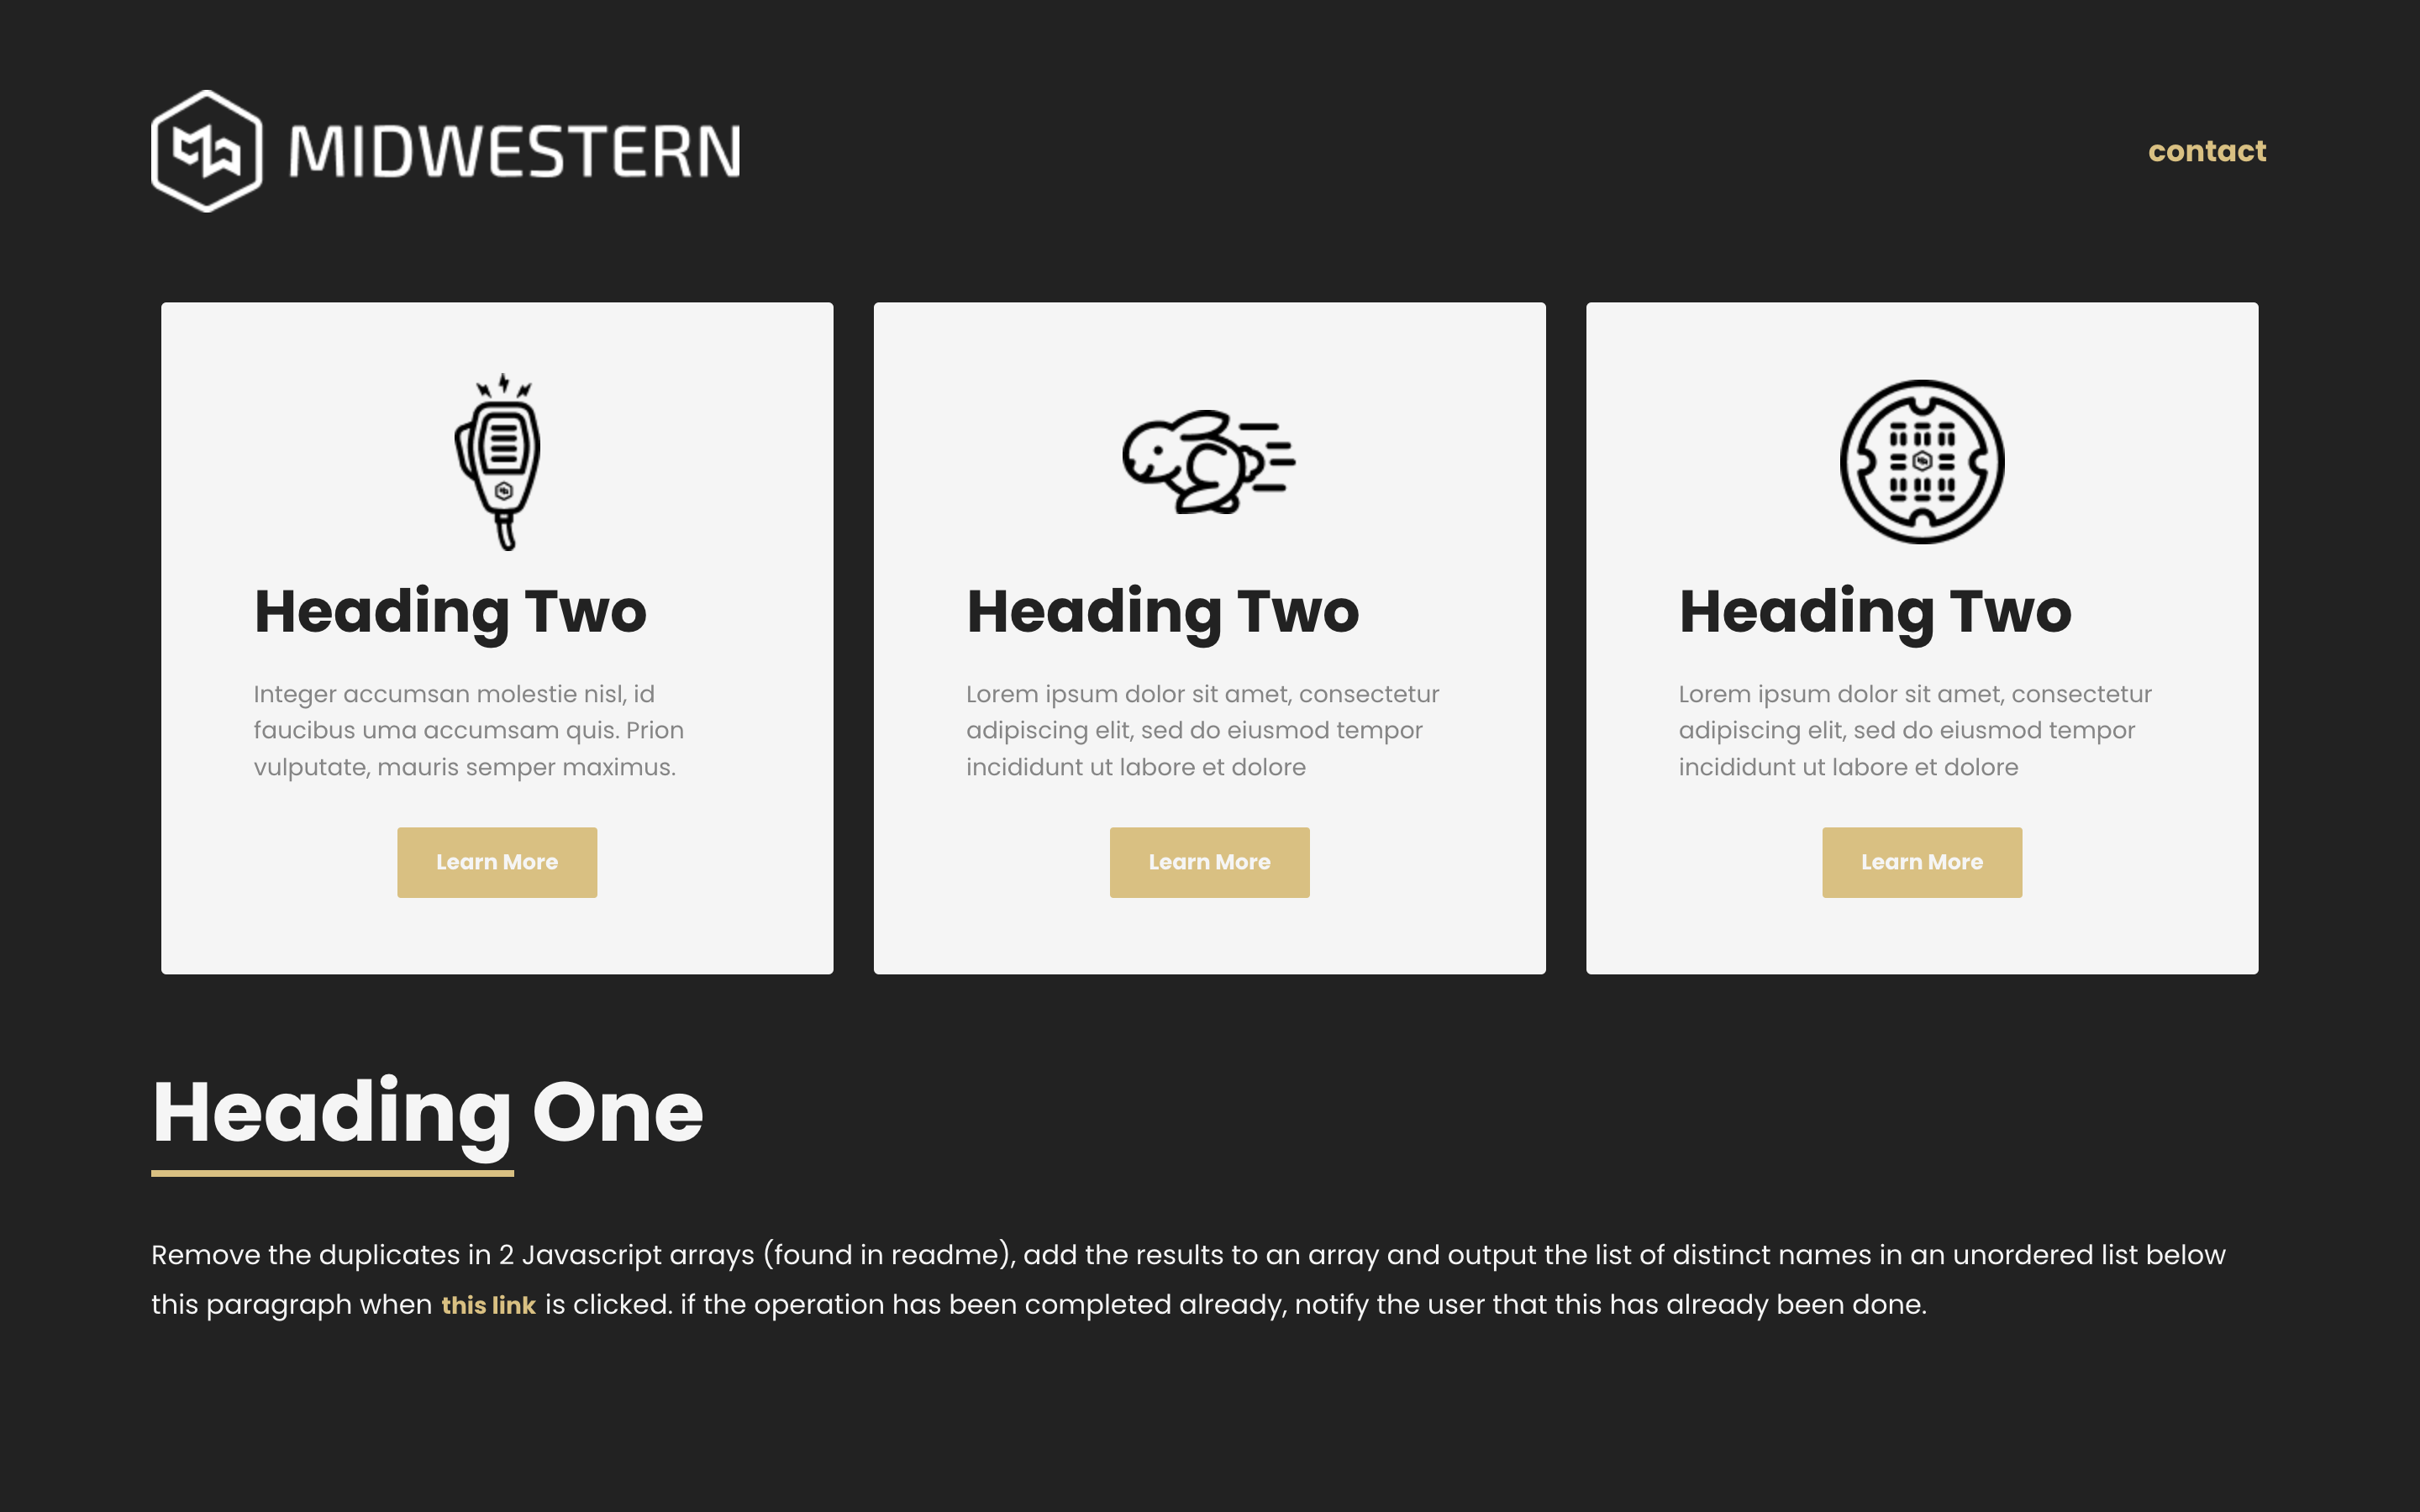 MIDWESTERN
contact
Heading Two
Integer accumsan molestie nisl, id
faucibus uma accumsam quis. Prion
vulputate, mauris semper maximus.
Learn More
Heading Two
Lorem ipsum dolor sit amet, consectetur
adipiscing elit, sed do eiusmod tempor
incididunt ut labore et dolore
Learn More
Heading Two
Lorem ipsum dolor sit amet, consectetur
adipiscing elit, sed do eiusmod tempor
incididunt ut labore et dolore
Learn More
Heading One
Remove the duplicates in 2 Javascript arrays (found in readme), add the results to an array and output the list of distinct names in an unordered list below
this paragraph when this link is clicked. if the operation has been completed already, notify the user that this has already been done.